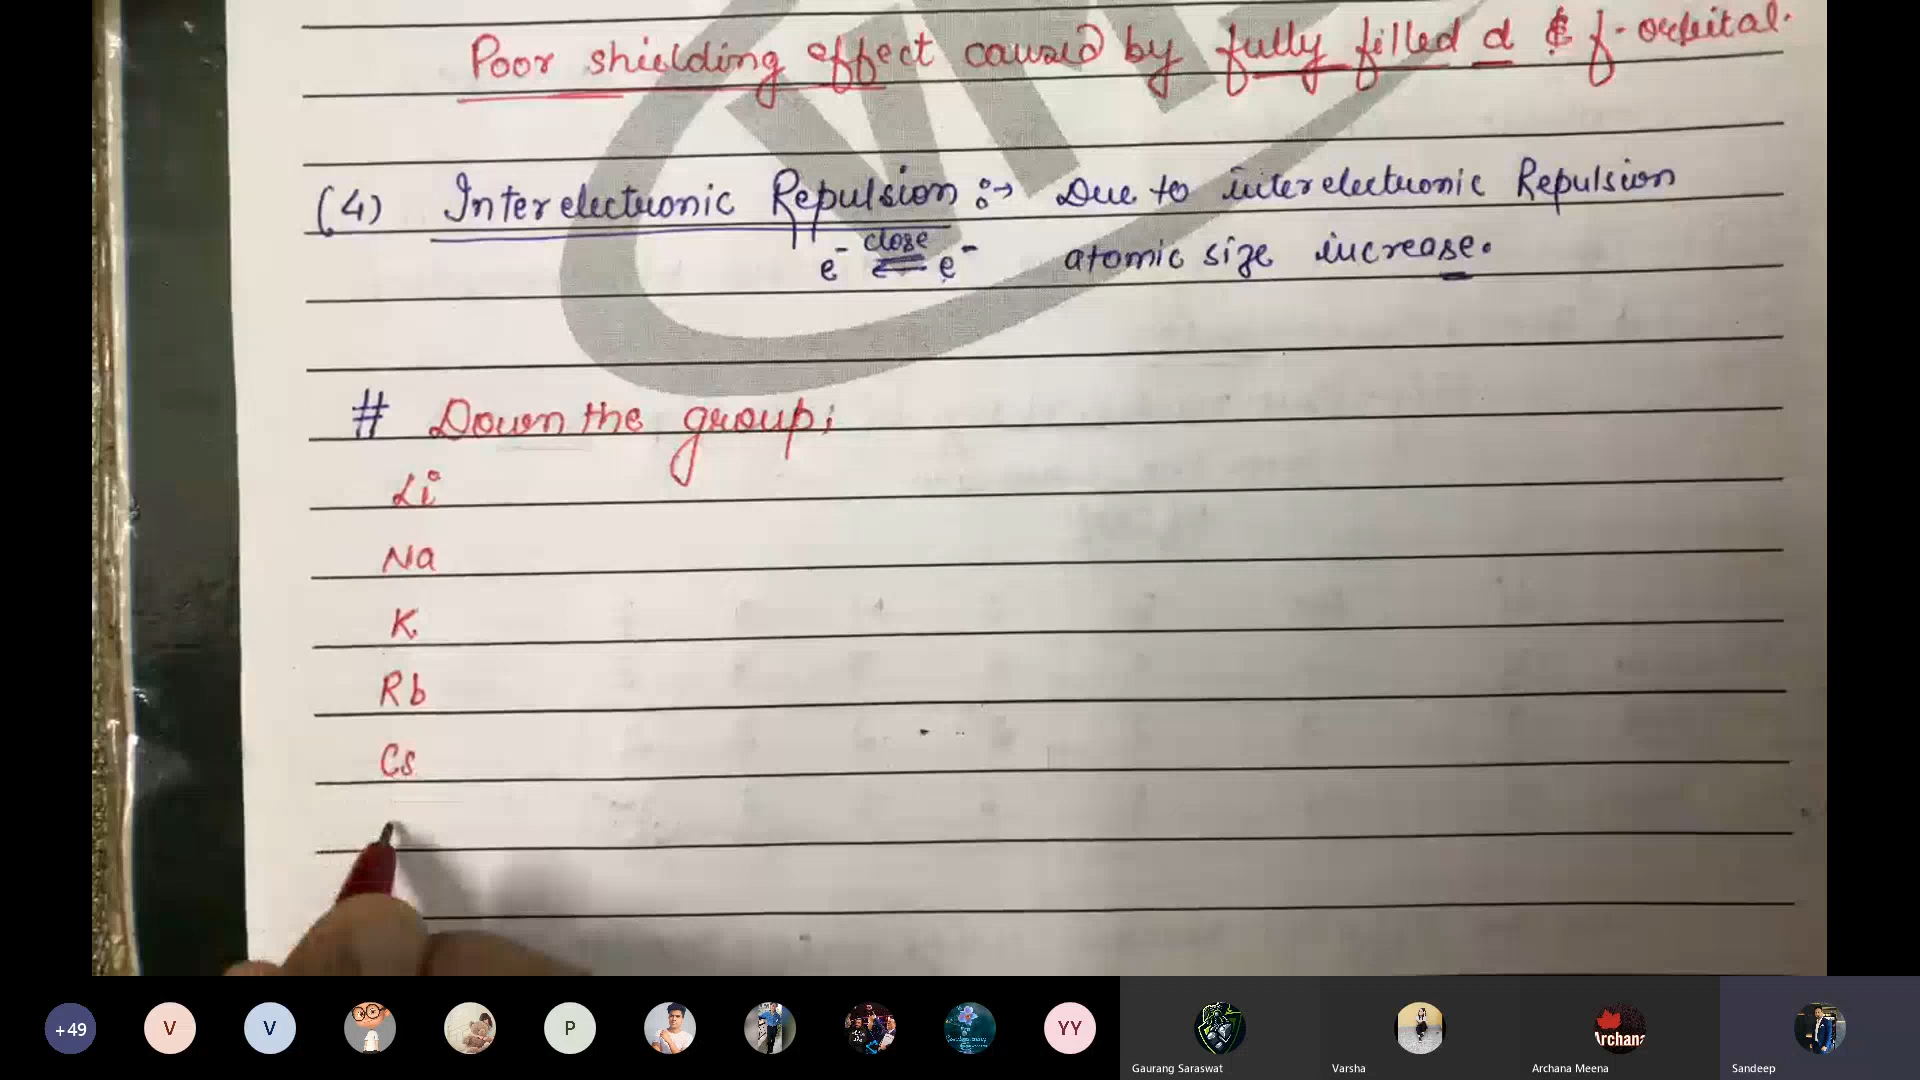 Poor shielding effect caused by fully filled d & f-orbital.
(4) Interelectronic Repulsion :→ Due to interelectronic Repulsion
e⁻ close e⁻ atomic size increase.
# Down the group;
Li
Na
K
Rb
Cs
+49 V V P YY
Gaurang Saraswat Varsha Archana Meena Sandeep